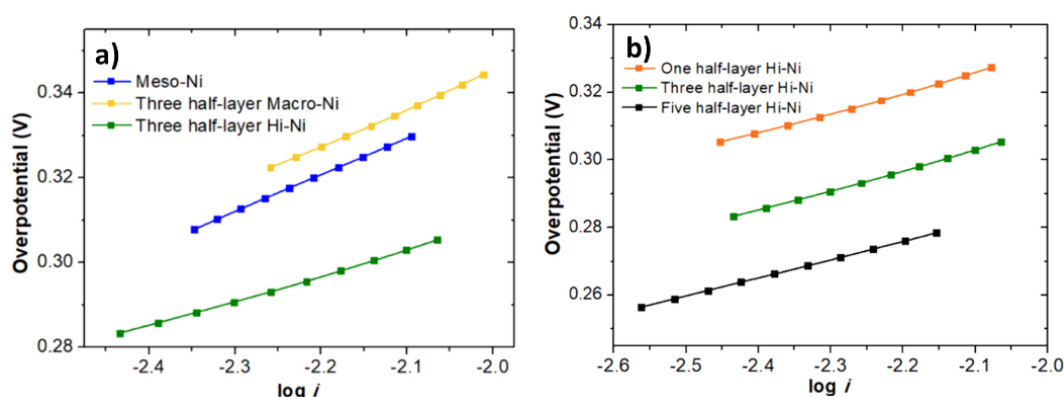 a)
Meso-Ni
Three half-layer Macro-Ni
Three half-layer Hi-Ni
Overpotential (V)
0.34
0.32
0.30
0.28
-2.4 -2.3 -2.2 -2.1 -2.0
log i
b)
One half-layer Hi-Ni
Three half-layer Hi-Ni
Five half-layer Hi-Ni
Overpotential (V)
0.34
0.32
0.30
0.28
0.26
-2.6 -2.5 -2.4 -2.3 -2.2 -2.1 -2.0
log i